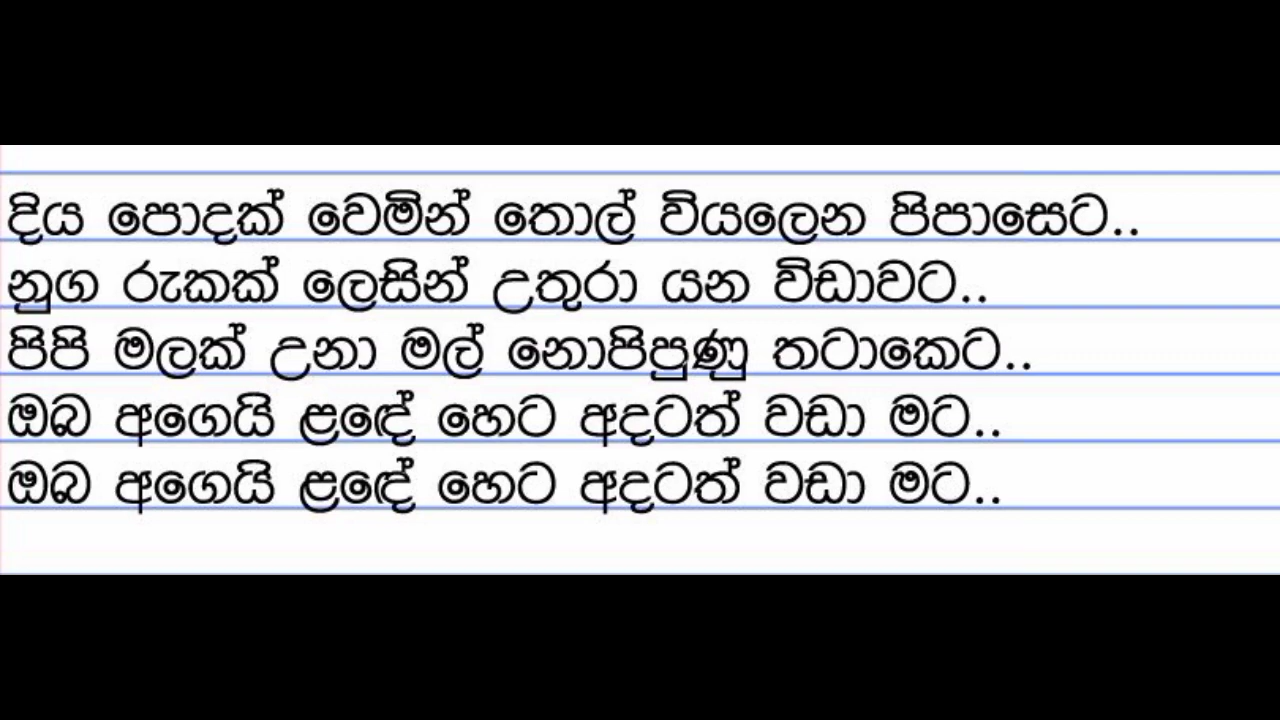 දිය පොදක් වෙමින් තොල් වියලෙන පිපාසෙට..
නුග රුකක් ලෙසින් උතුරා යන විඩාවට..
පිපි මලක් උනා මල් නොපිපුණු තටාකෙට..
ඔබ අගෙයි ළඳේ හෙට අදටත් වඩා මට..
ඔබ අගෙයි ළඳේ හෙට අදටත් වඩා මට..